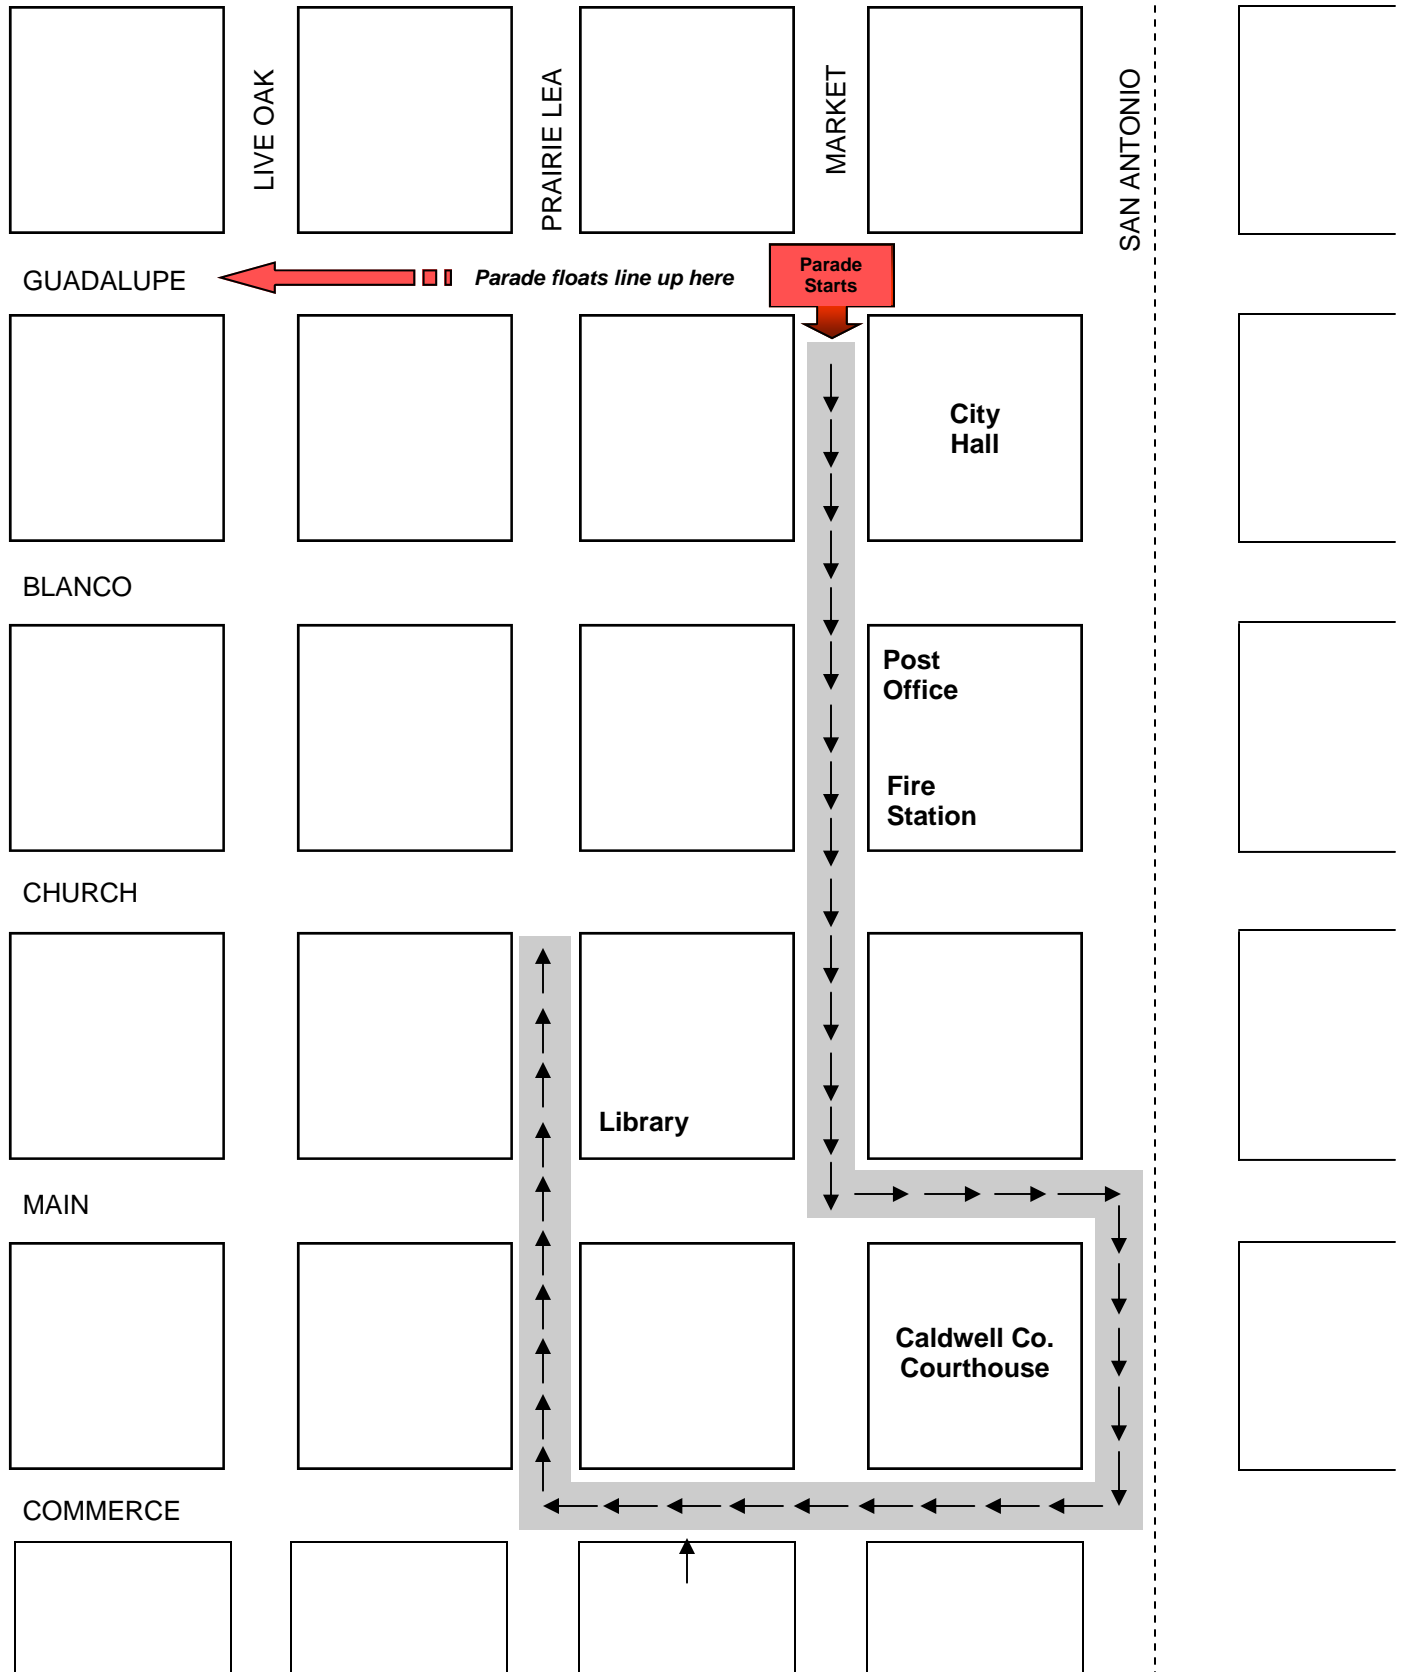 LIVE OAK
PRAIRIE LEA
MARKET
SAN ANTONIO
GUADALUPE
Parade floats line up here
Parade
Starts
City
Hall
BLANCO
Post
Office
Fire
Station
CHURCH
Library
MAIN
Caldwell Co.
Courthouse
COMMERCE